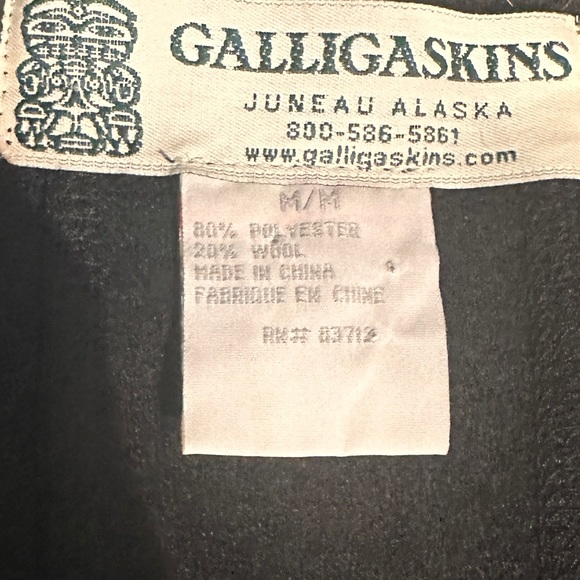 GALLIGASKINS
JUNEAU ALASKA
800-586-5861
www.galligaskins.com
M/M
80% POLYESTER
20% WOOL
MADE IN CHINA
FABRIQUE EN CHINE
RN# 83712